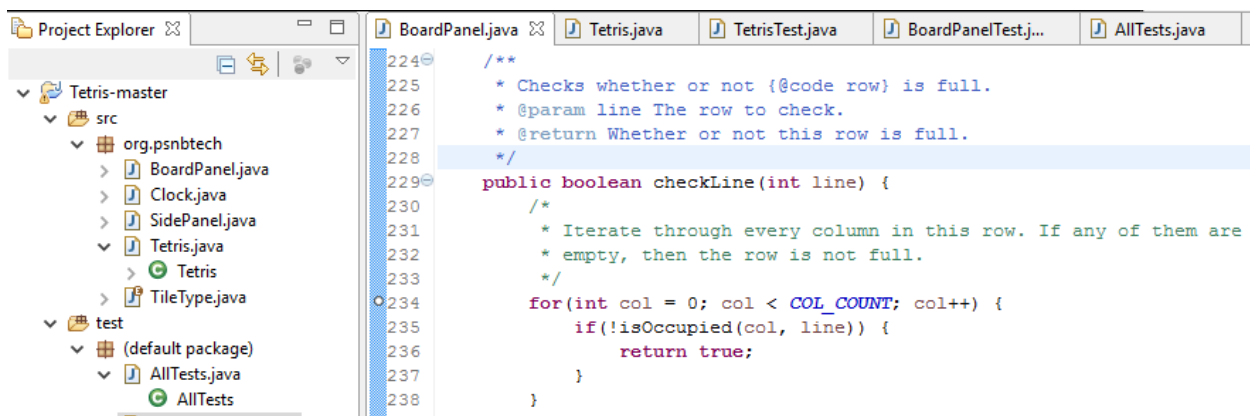 Project Explorer
Tetris-master
src
org.psnbtech
BoardPanel.java
Clock.java
SidePanel.java
Tetris.java
Tetris
TileType.java
test
(default package)
AllTests.java
AllTests
BoardPanel.java Tetris.java TetrisTest.java BoardPanelTest.j... AllTests.java
224 /**
225 * Checks whether or not {@code row} is full.
226 * @param line The row to check.
227 * @return Whether or not this row is full.
228 */
229 public boolean checkLine(int line) {
230 /*
231 * Iterate through every column in this row. If any of them are
232 * empty, then the row is not full.
233 */
234 for(int col = 0; col < COL_COUNT; col++) {
235 if(!isOccupied(col, line)) {
236 return true;
237 }
238 }